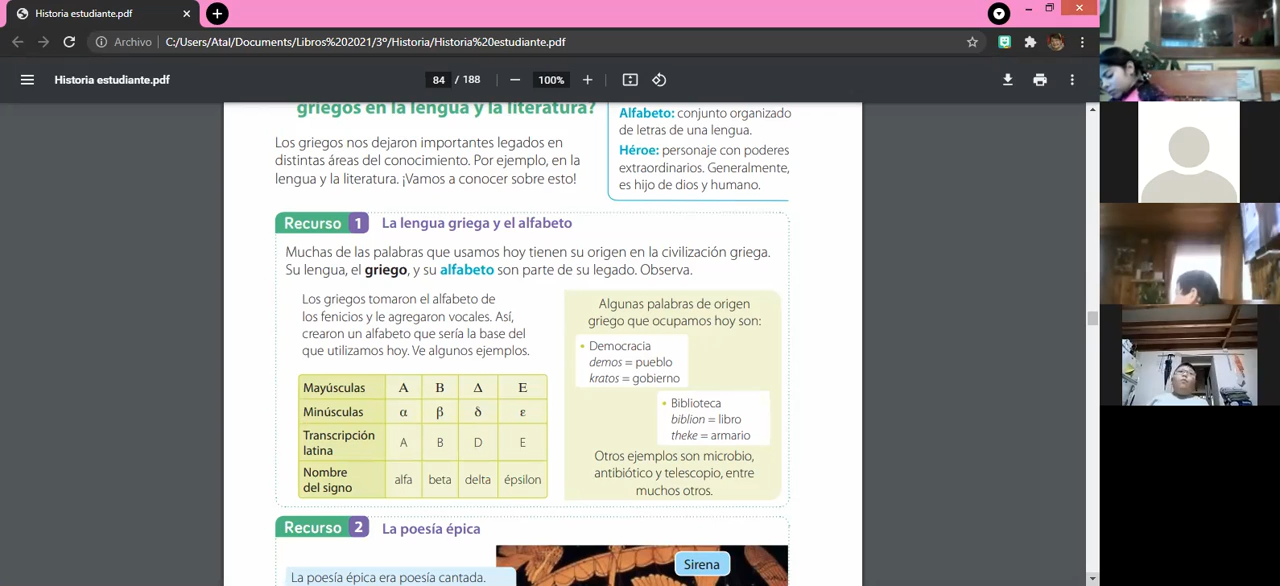 Historia estudiante.pdf
Archivo
C:/Users/Atal/Documents/Libros%202021/3º/Historia/Historia%20estudiante.pdf
Historia estudiante.pdf
84 / 188
100%
griegos en la lengua y la literatura?
Los griegos nos dejaron importantes legados en
distintas áreas del conocimiento. Por ejemplo, en la
lengua y la literatura. ¡Vamos a conocer sobre esto!
Alfabeto: conjunto organizado
de letras de una lengua.
Héroe: personaje con poderes
extraordinarios. Generalmente,
es hijo de dios y humano.
Recurso 1 La lengua griega y el alfabeto
Muchas de las palabras que usamos hoy tienen su origen en la civilización griega.
Su lengua, el griego, y su alfabeto son parte de su legado. Observa.
Los griegos tomaron el alfabeto de
los fenicios y le agregaron vocales. Así,
crearon un alfabeto que sería la base del
que utilizamos hoy. Ve algunos ejemplos.
Mayúsculas Α Β Δ Ε
Minúsculas α β δ ε
Transcripción
latina A B D E
Nombre
del signo alfa beta delta épsilon
Algunas palabras de origen
griego que ocupamos hoy son:
• Democracia
demos = pueblo
kratos = gobierno
• Biblioteca
biblion = libro
theke = armario
Otros ejemplos son microbio,
antibiótico y telescopio, entre
muchos otros.
Recurso 2 La poesía épica
La poesía épica era poesía cantada.
Sirena